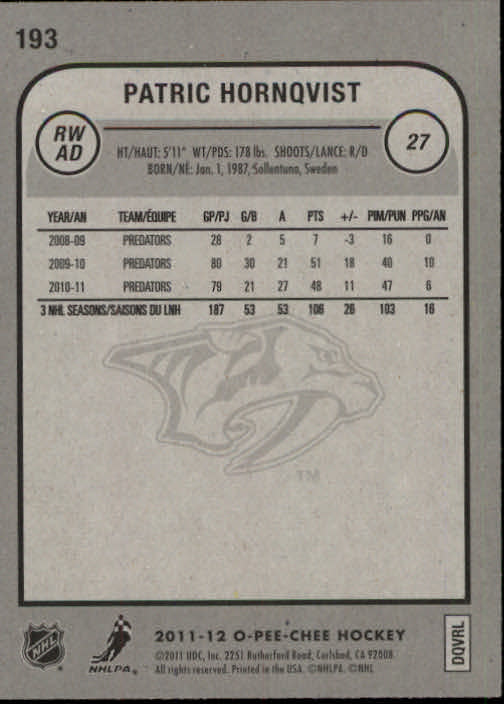 193
PATRIC HORNQVIST
RW
AD
27
HT/HAUT: 5'11" WT/PDS: 178 lbs. SHOOTS/LANCE: R/D
BORN/NÉ: Jan. 1, 1987, Sollentuna, Sweden
YEAR/AN TEAM/ÉQUIPE GP/PJ G/B A PTS +/- PIM/PUN PPG/AN
2008-09 PREDATORS 28 2 5 7 -3 16 0
2009-10 PREDATORS 80 30 21 51 18 40 10
2010-11 PREDATORS 79 21 27 48 11 47 6
3 NHL SEASONS/SAISONS DU LNH 187 53 53 106 26 103 16
TM
NHL
NHLPA
2011-12 O-PEE-CHEE HOCKEY
©2011 UDC, Inc. 2251 Rutherford Road, Carlsbad, CA 92008.
All rights reserved. Printed in the USA. ©NHLPA. ©NHL
DQVRL